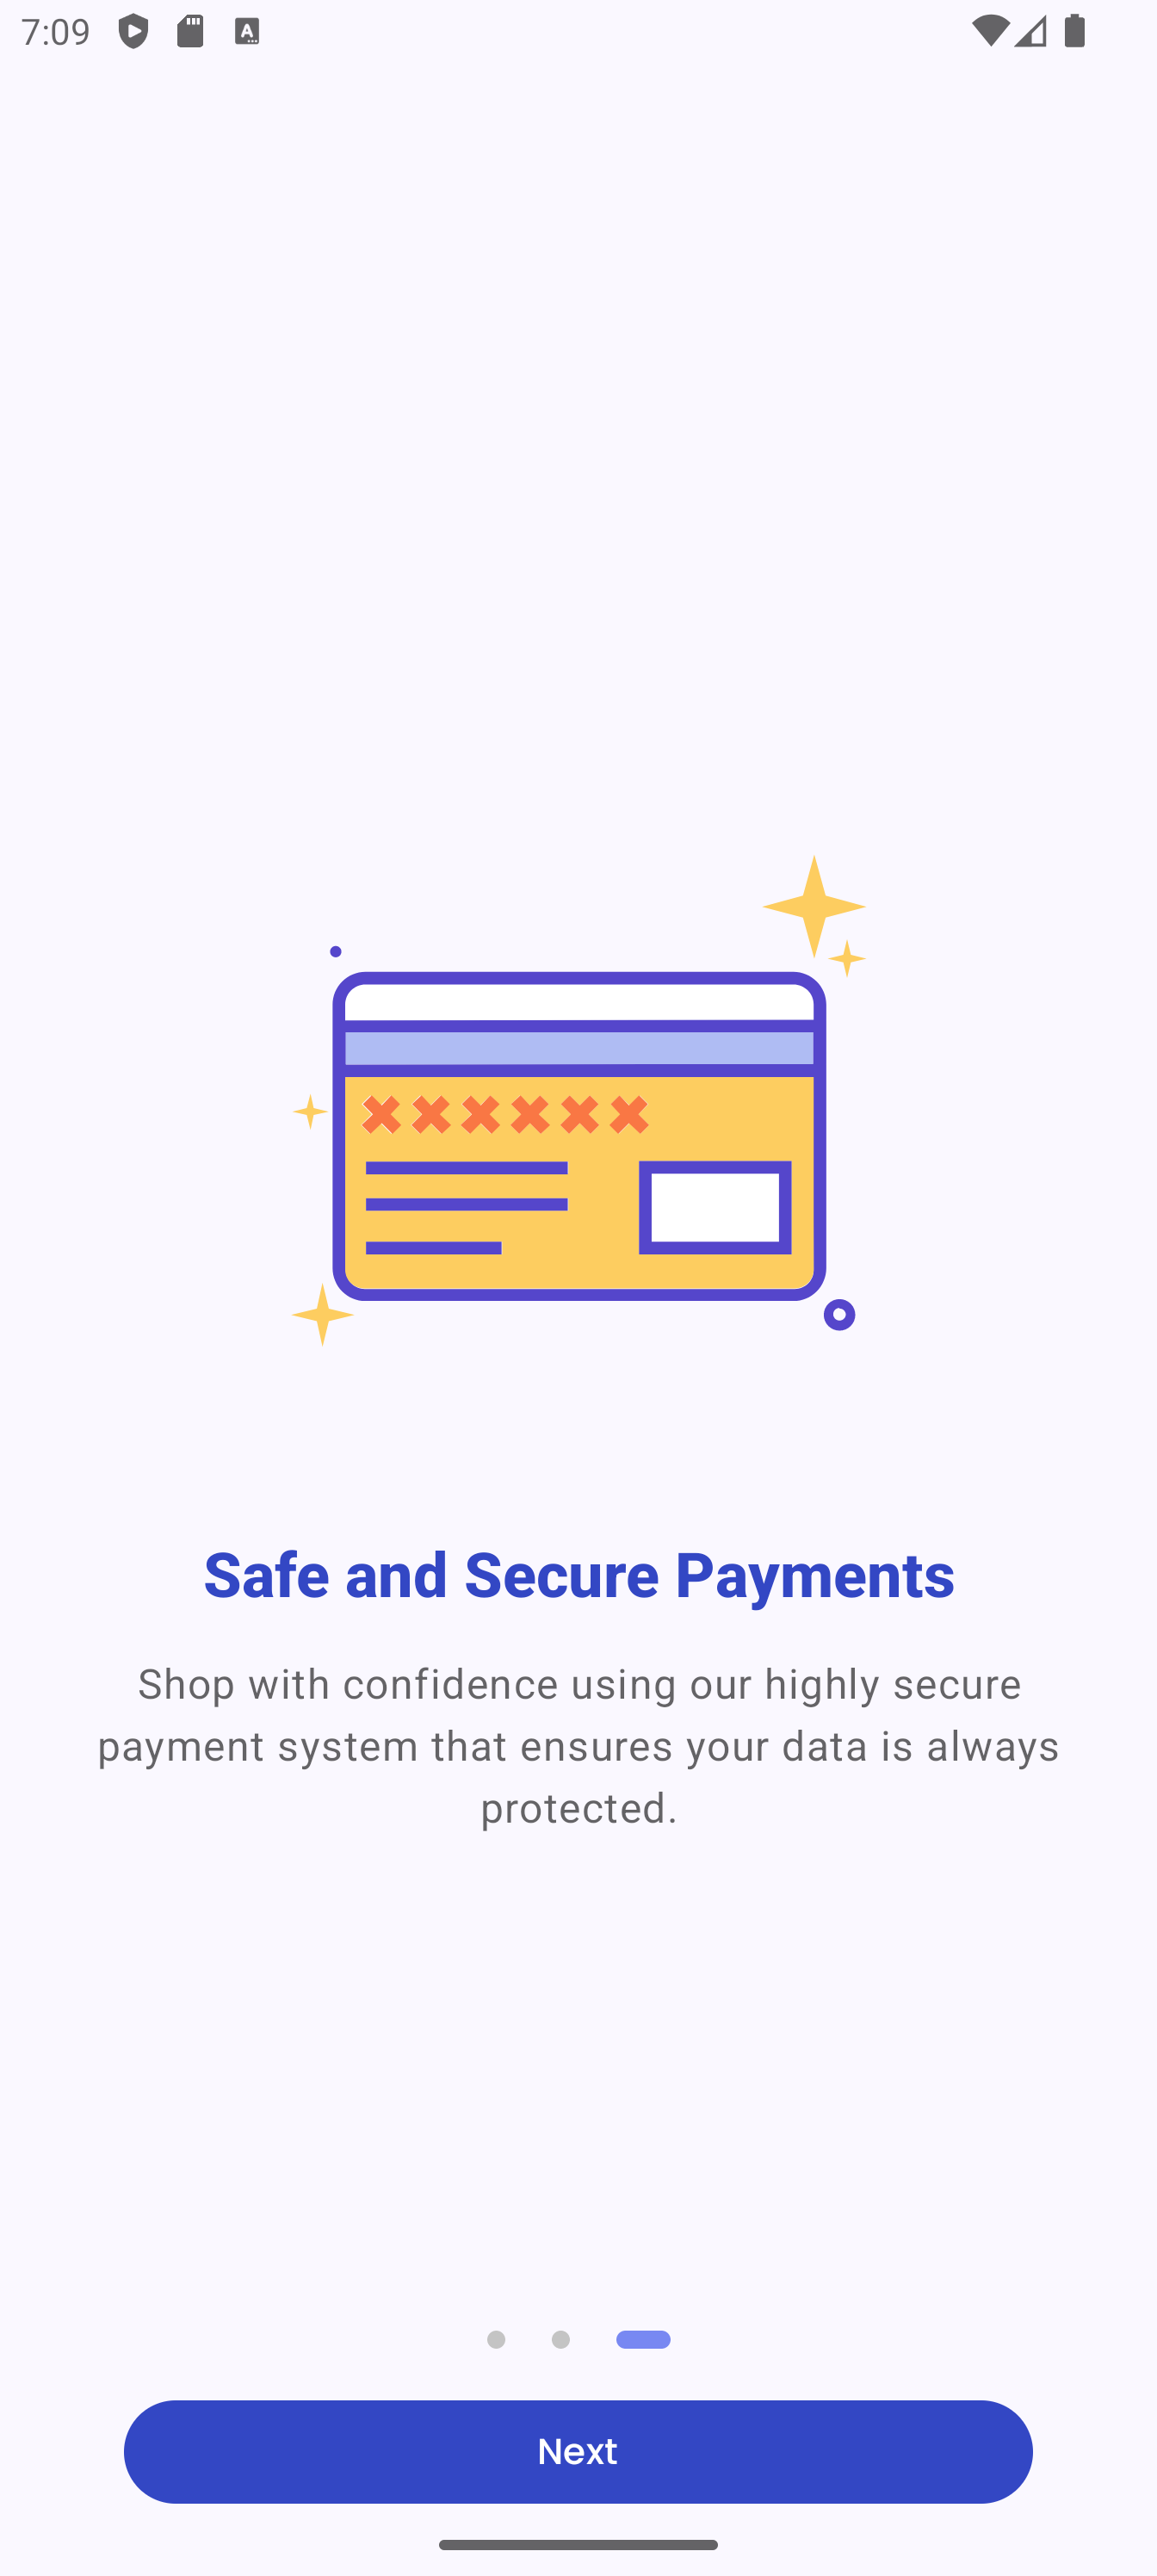 7:09
Safe and Secure Payments
Shop with confidence using our highly secure
payment system that ensures your data is always
protected.
Next